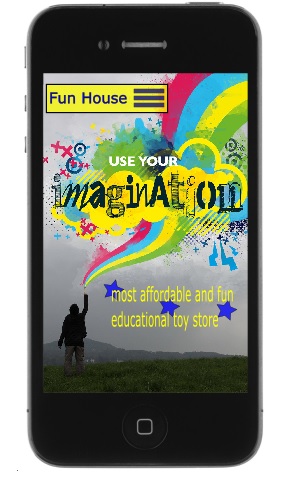 Fun House
USE YOUR
imaginAtion
most affordable and fun
educational toy store